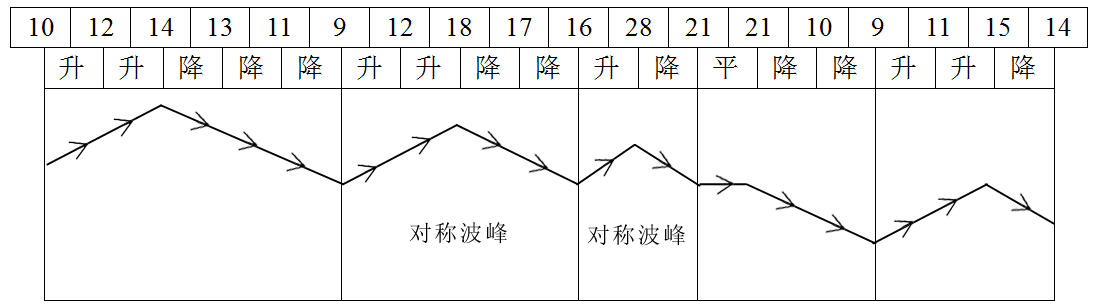 10 12 14 13 11 9 12 18 17 16 28 21 21 10 9 11 15 14
升 升 降 降 降 升 升 降 降 升 降 平 降 降 升 升 降
对称波峰 对称波峰